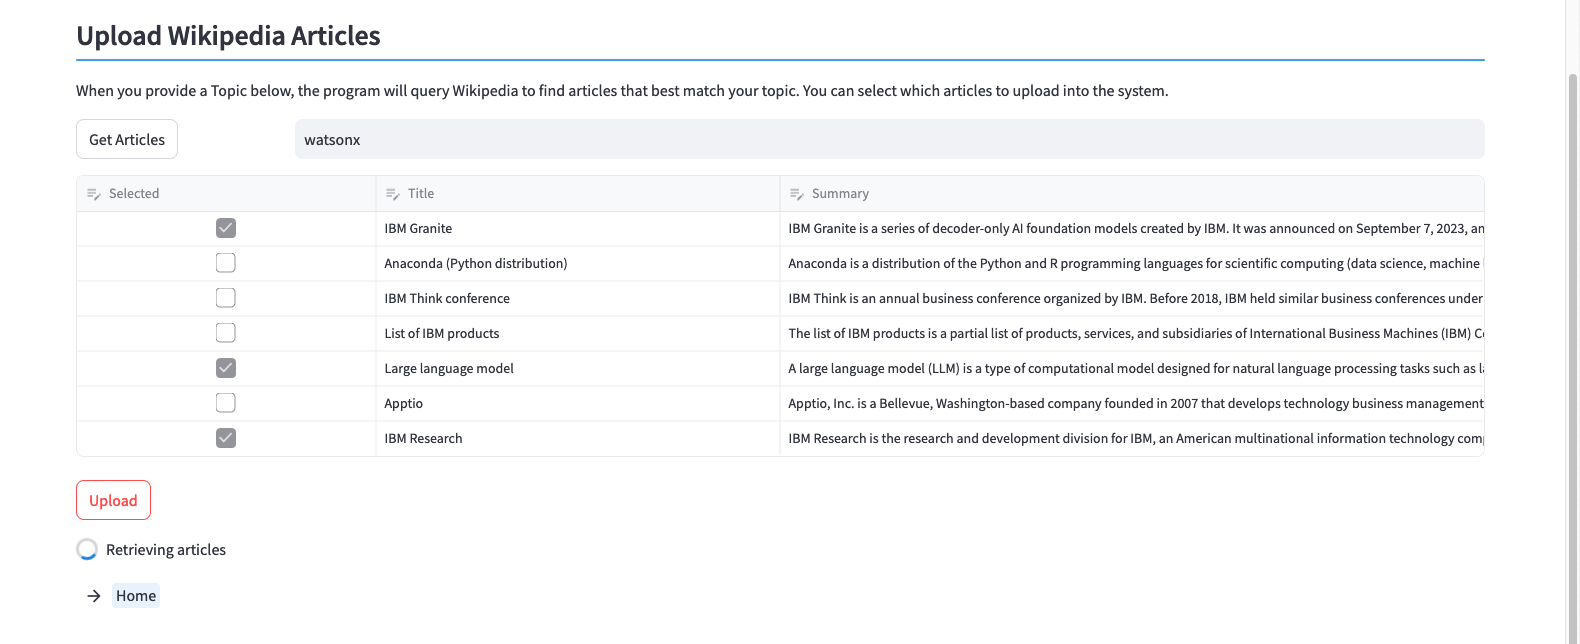 Upload Wikipedia Articles
When you provide a Topic below, the program will query Wikipedia to find articles that best match your topic. You can select which articles to upload into the system.
Get Articles watsonx
Selected Title Summary
IBM Granite IBM Granite is a series of decoder-only AI foundation models created by IBM. It was announced on September 7, 2023, an
Anaconda (Python distribution) Anaconda is a distribution of the Python and R programming languages for scientific computing (data science, machine
IBM Think conference IBM Think is an annual business conference organized by IBM. Before 2018, IBM held similar business conferences under
List of IBM products The list of IBM products is a partial list of products, services, and subsidiaries of International Business Machines (IBM) C
Large language model A large language model (LLM) is a type of computational model designed for natural language processing tasks such as l
Apptio Apptio, Inc. is a Bellevue, Washington-based company founded in 2007 that develops technology business management
IBM Research IBM Research is the research and development division for IBM, an American multinational information technology com
Upload
Retrieving articles
Home